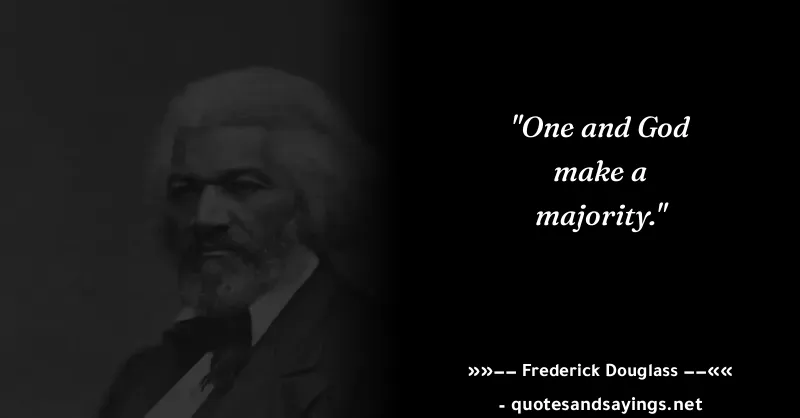 "One and God
make a
majority."
»»−− Frederick Douglass −−««
- quotesandsayings.net